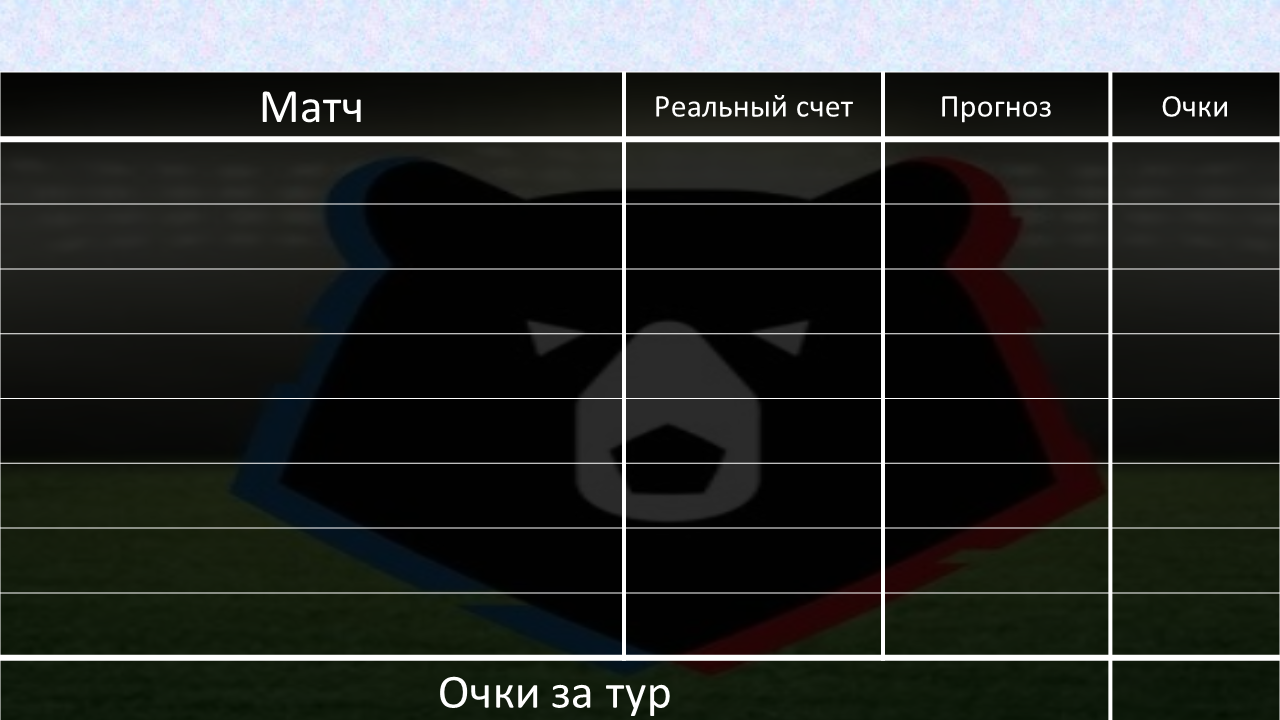 Матч
Реальный счет
Прогноз
Очки
Очки за тур